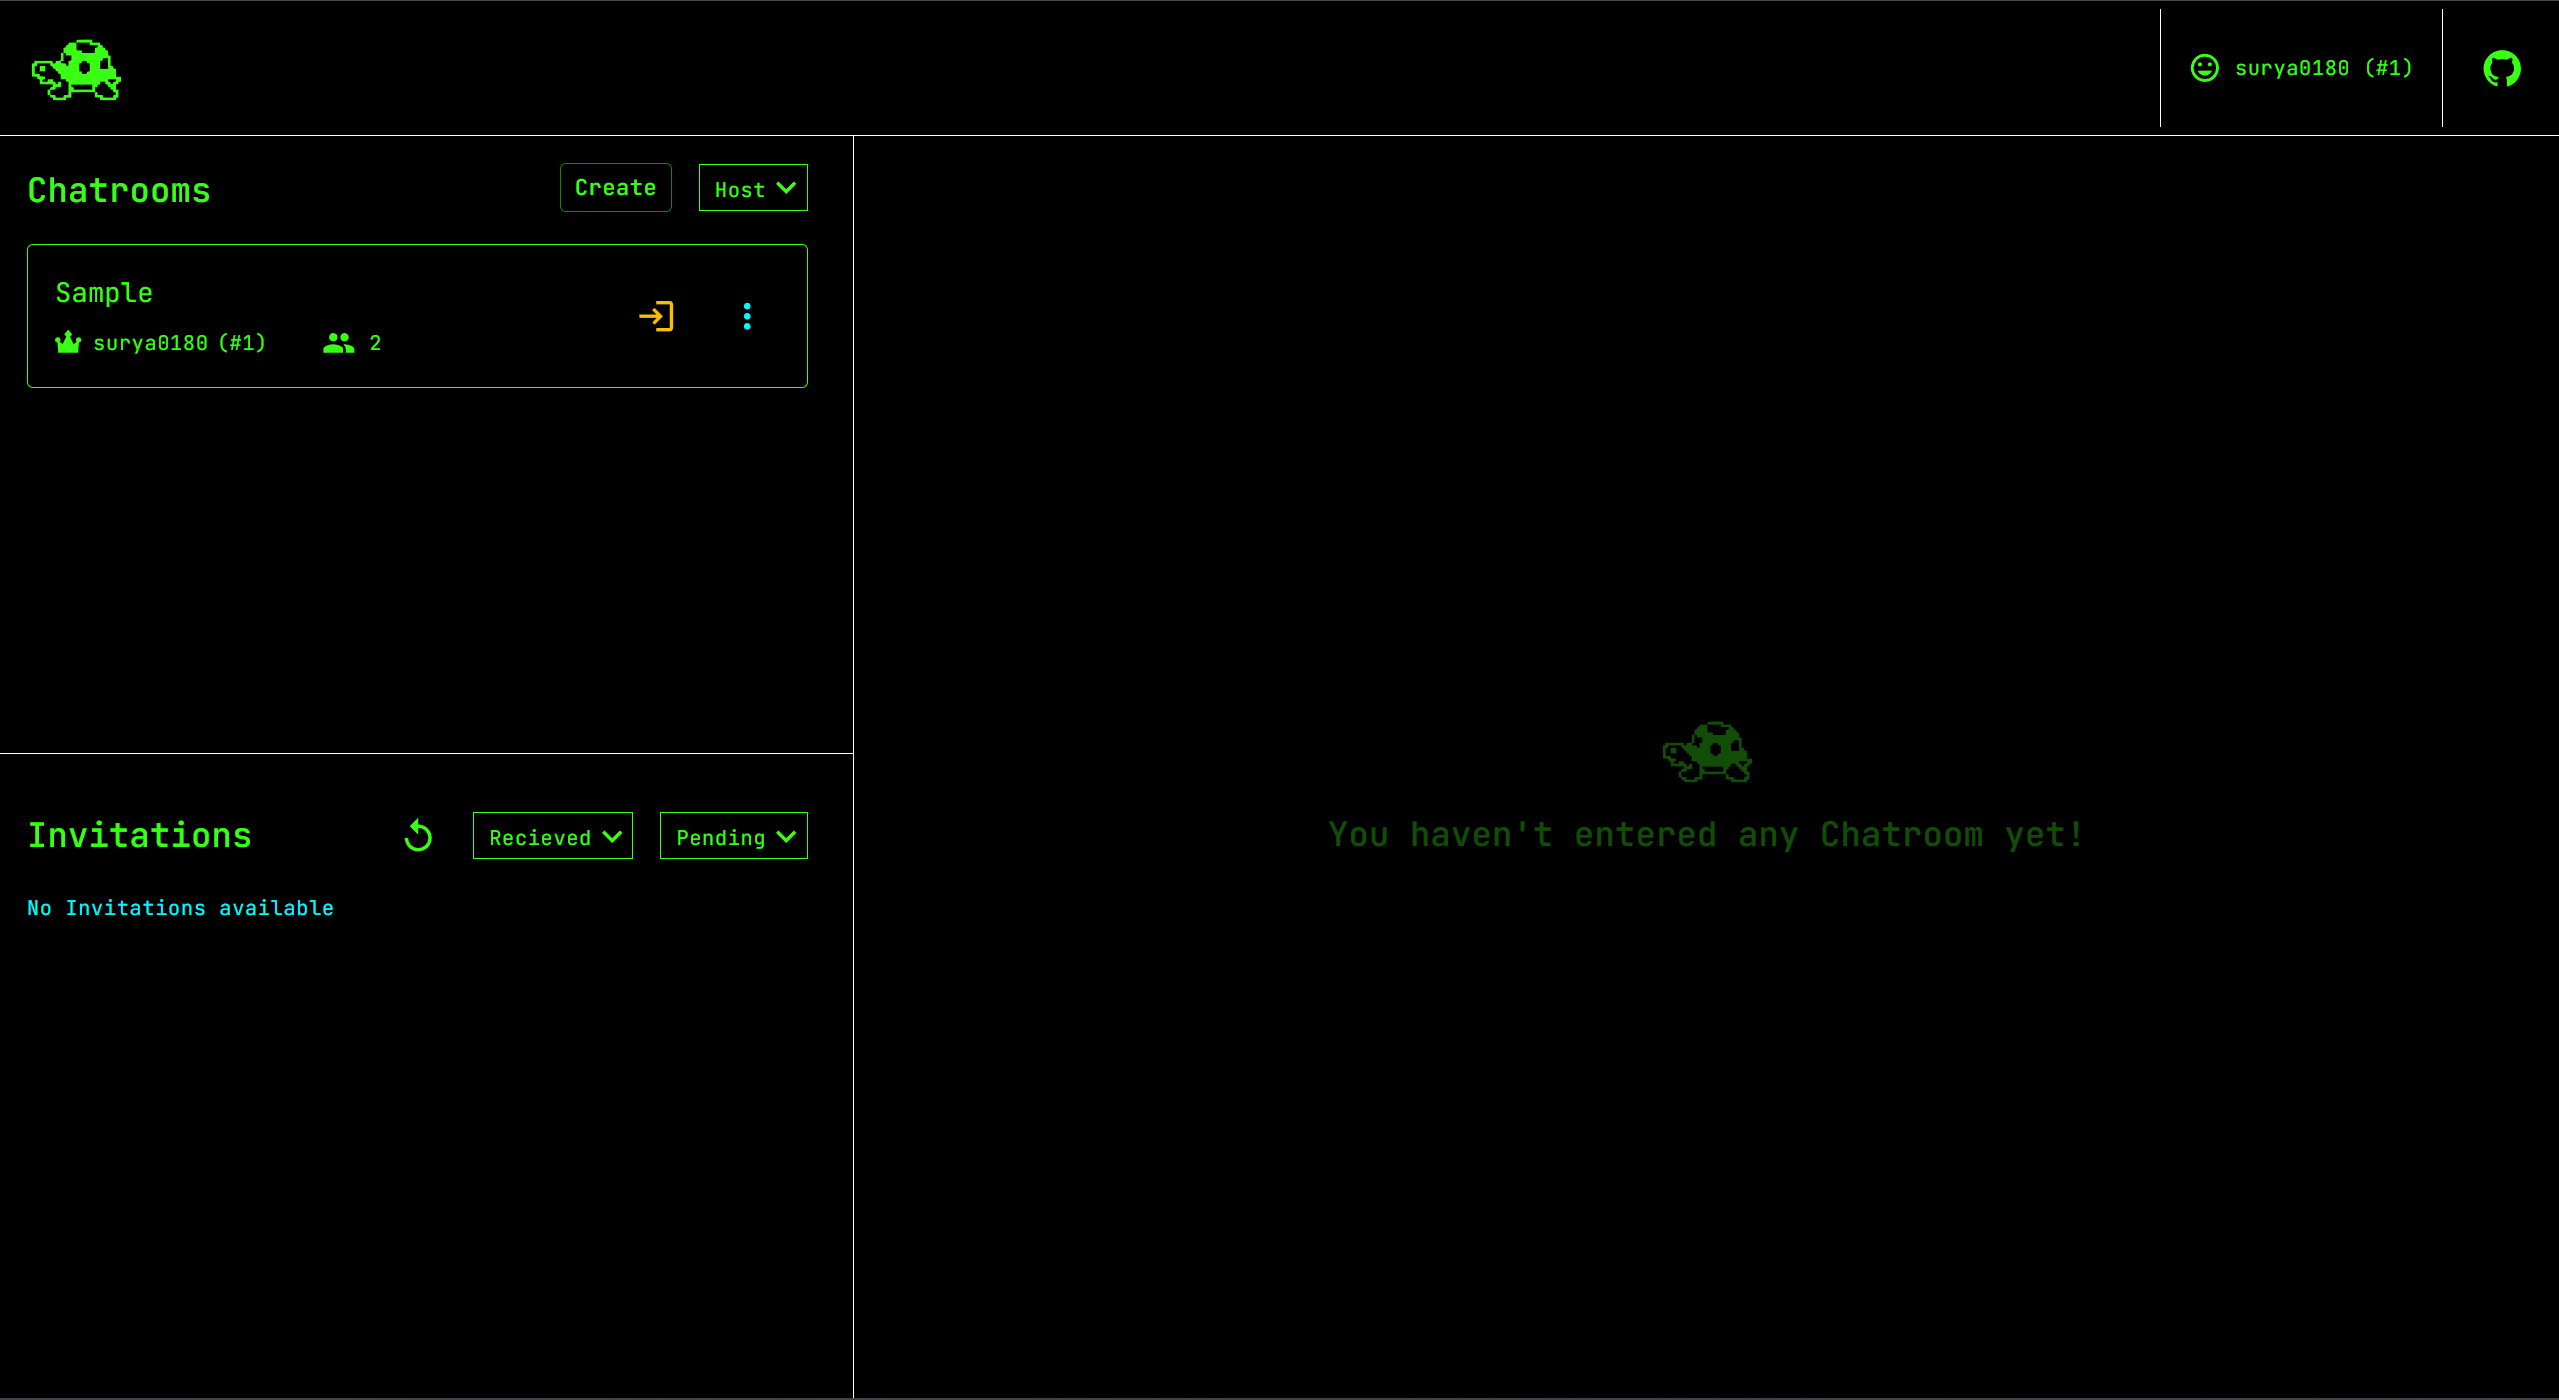 surya0180 (#1)
Chatrooms
Create
Host
Sample
surya0180 (#1)
2
Invitations
Recieved
Pending
No Invitations available
You haven't entered any Chatroom yet!